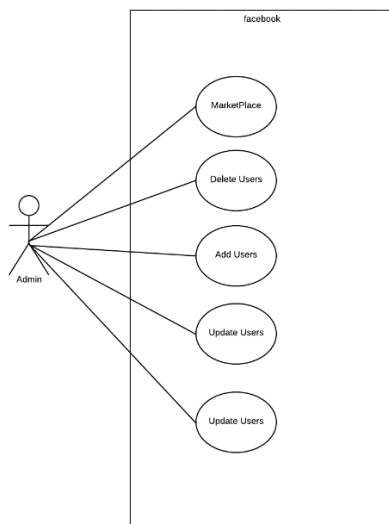 facebook
MarketPlace
Delete Users
Add Users
Admin
Update Users
Update Users